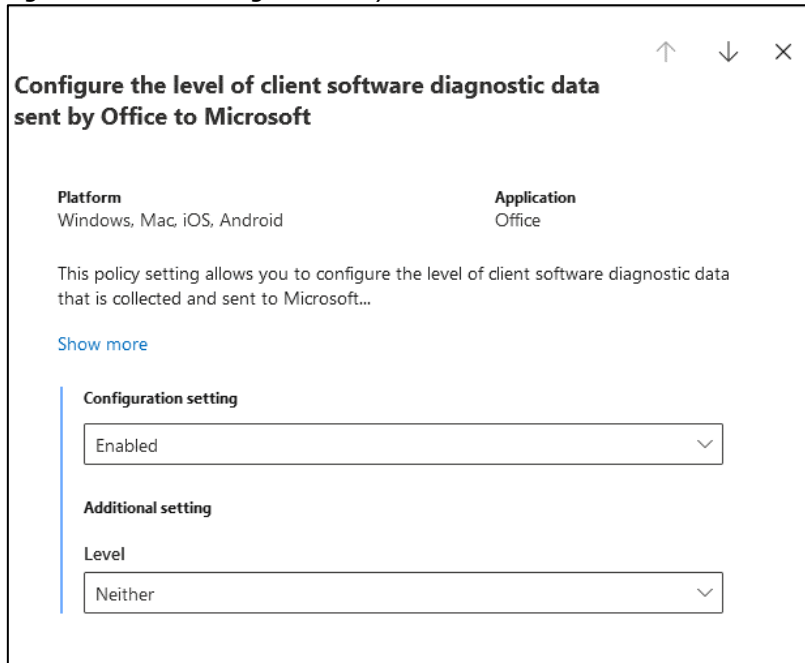 Configure the level of client software diagnostic data
sent by Office to Microsoft
Platform
Application
Windows, Mac, iOS, Android
Office
This policy setting allows you to configure the level of client software diagnostic data
that is collected and sent to Microsoft...
Show more
Configuration setting
Enabled
Additional setting
Level
Neither